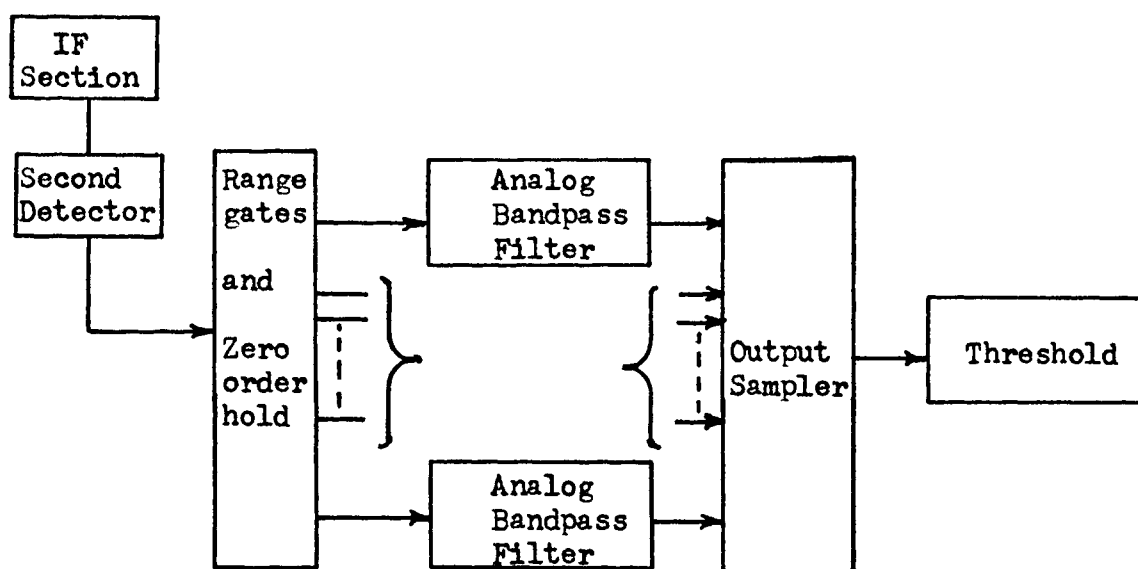 IF
Section
Second
Detector
Range
gates
and
Zero
order
hold
Analog
Bandpass
Filter
Analog
Bandpass
Filter
Output
Sampler
Threshold